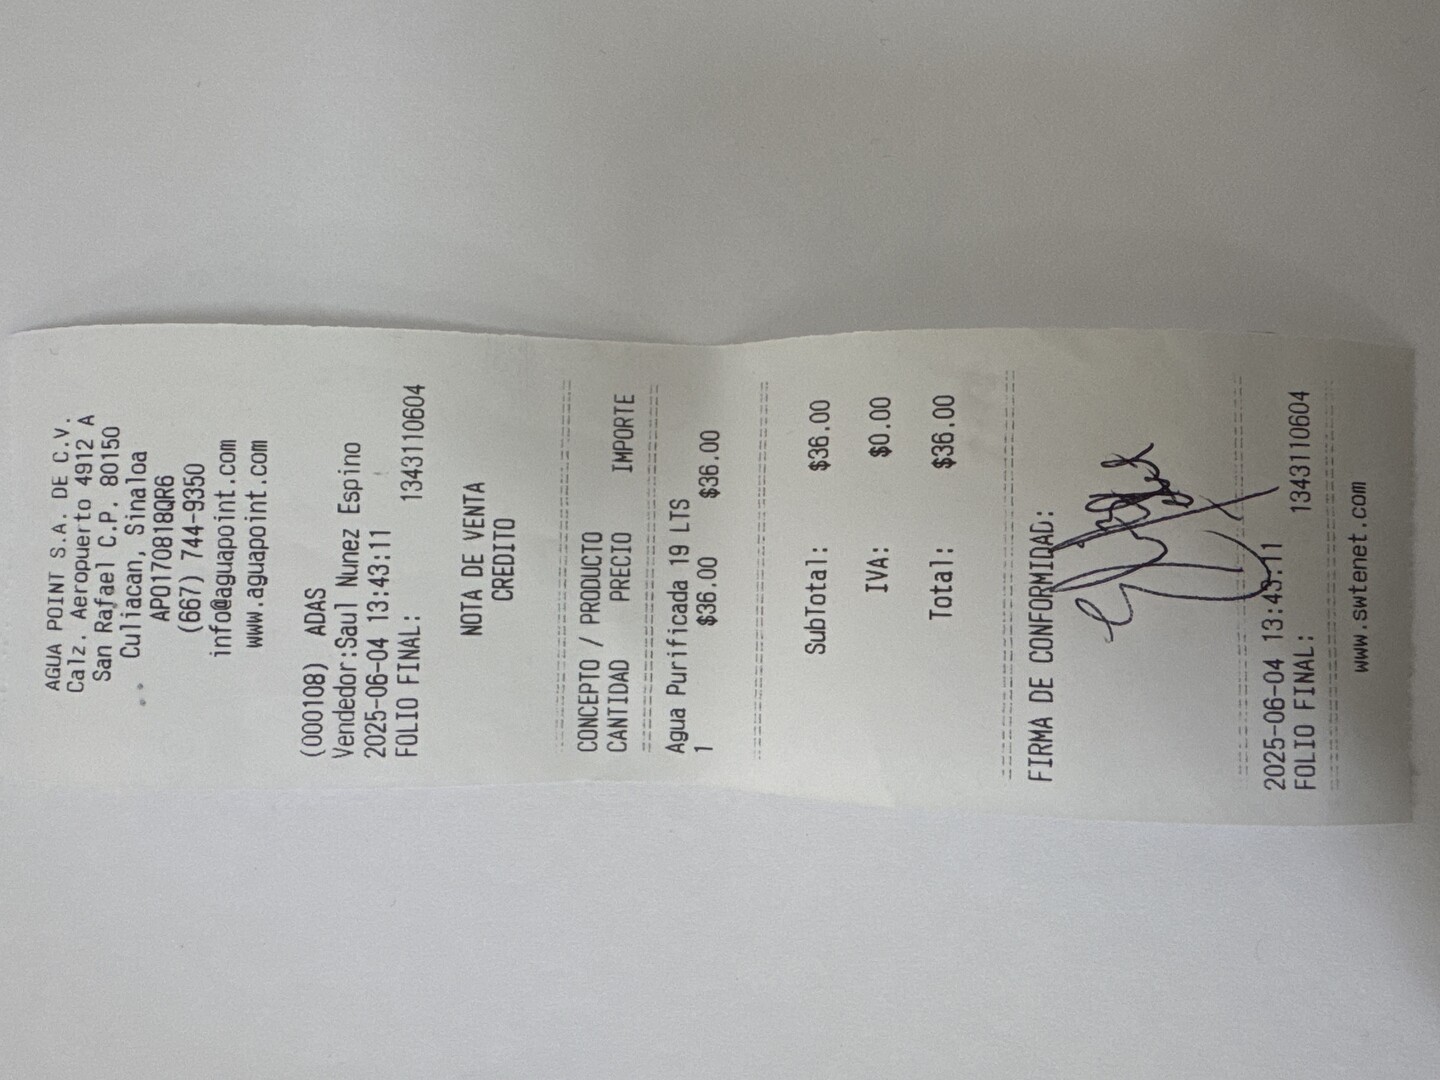 AGUA POINT S.A. DE C.V.
Calz. Aeropuerto 4912 A
San Rafael C.P. 80150
Culiacan, Sinaloa
APO170818QR6
(667) 744-9350
info@aguapoint.com
www.aguapoint.com
(000108) ADAS
Vendedor:Saul Nunez Espino
2025-06-04 13:43:11
FOLIO FINAL: 1343110604
NOTA DE VENTA
CREDITO
CONCEPTO / PRODUCTO
CANTIDAD PRECIO IMPORTE
Agua Purificada 19 LTS
1 $36.00 $36.00
SubTotal: $36.00
IVA: $0.00
Total: $36.00
FIRMA DE CONFORMIDAD:
2025-06-04 13:43:11
FOLIO FINAL: 1343110604
www.swtenet.com